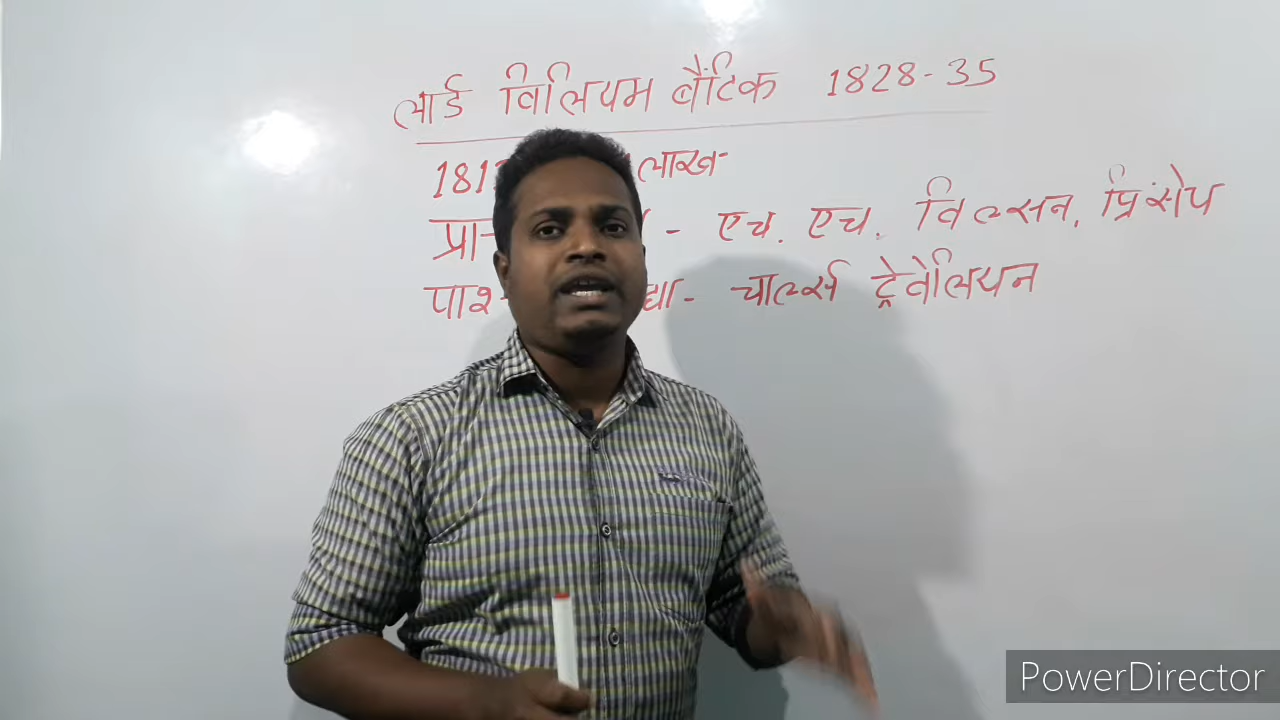 लार्ड विलियम बैंटिक 1828-35
181 लाख-
प्रा - एच. एच. विल्सन, प्रिंसेप
पाश द्या- चार्ल्स ट्रेवेलियन
PowerDirector